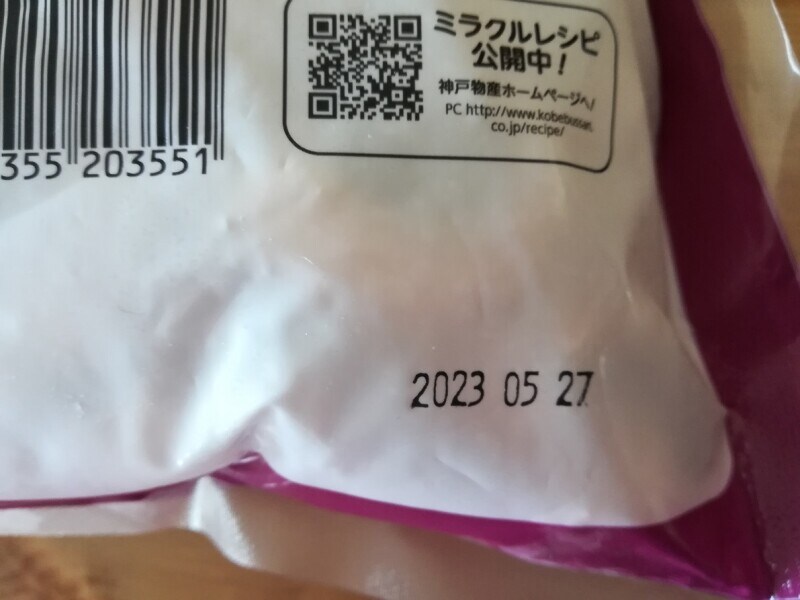 ミラクルレシピ
公開中!
神戸物産ホームページへ!
PC http://www.kobebussan.
co.jp/recipe/
355 203551
2023 05 27